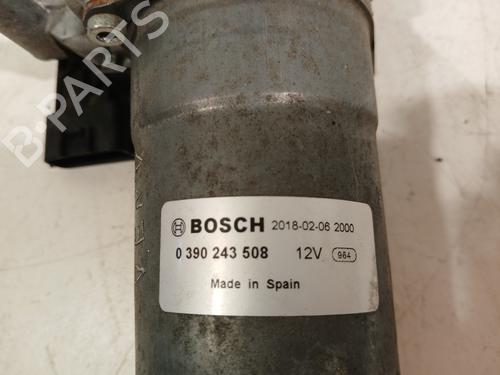 B-PARTS
BOSCH 2018-02-06 2000
0 390 243 508 12V 964
Made in Spain